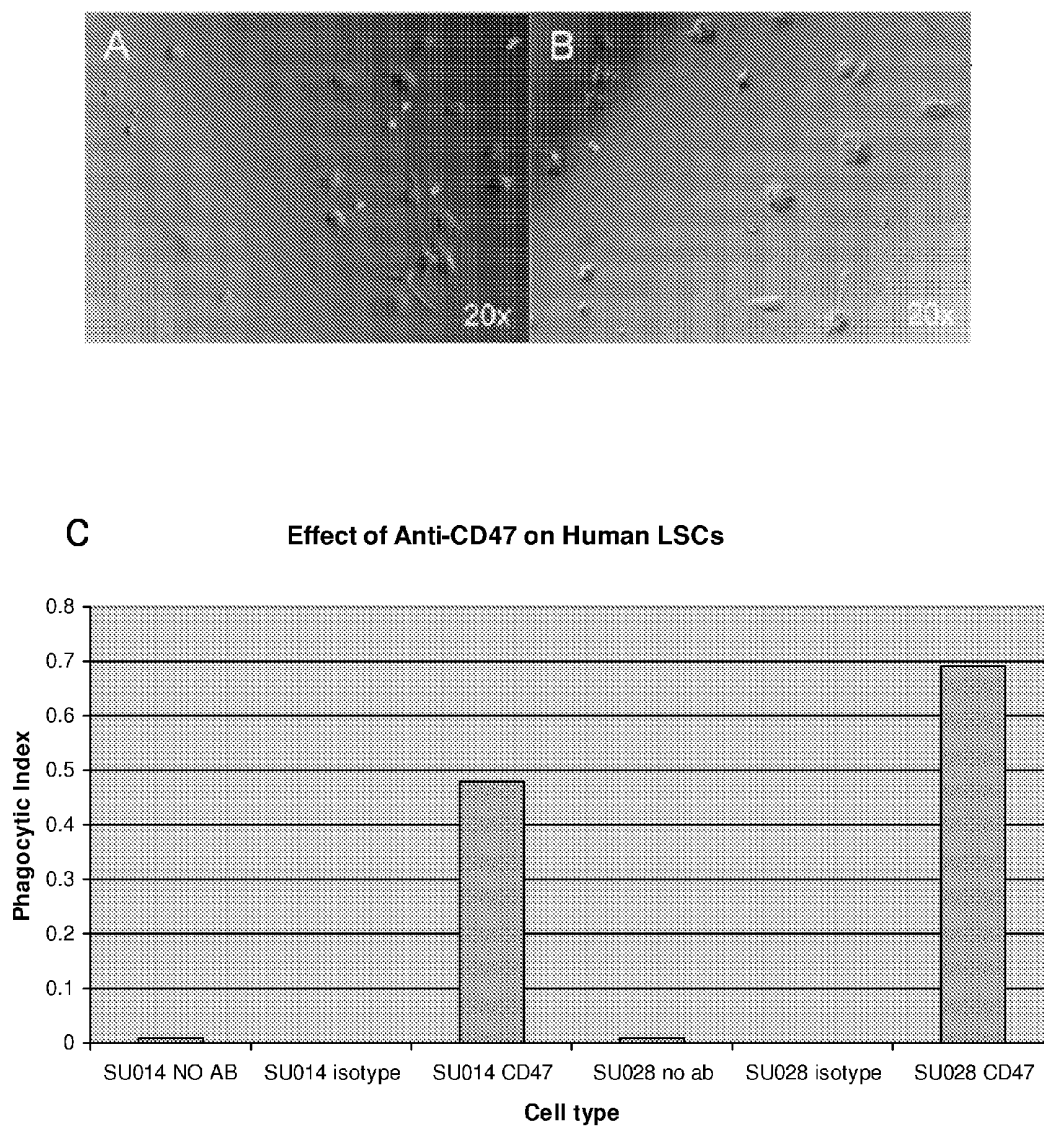 A
B
20x
20x
C
Effect of Anti-CD47 on Human LSCs
0.8
0.7
0.6
0.5
0.4
0.3
0.2
0.1
0
Phagocytic Index
SU014 NO AB SU014 isotype SU014 CD47 SU028 no ab SU028 isotype SU028 CD47
Cell type